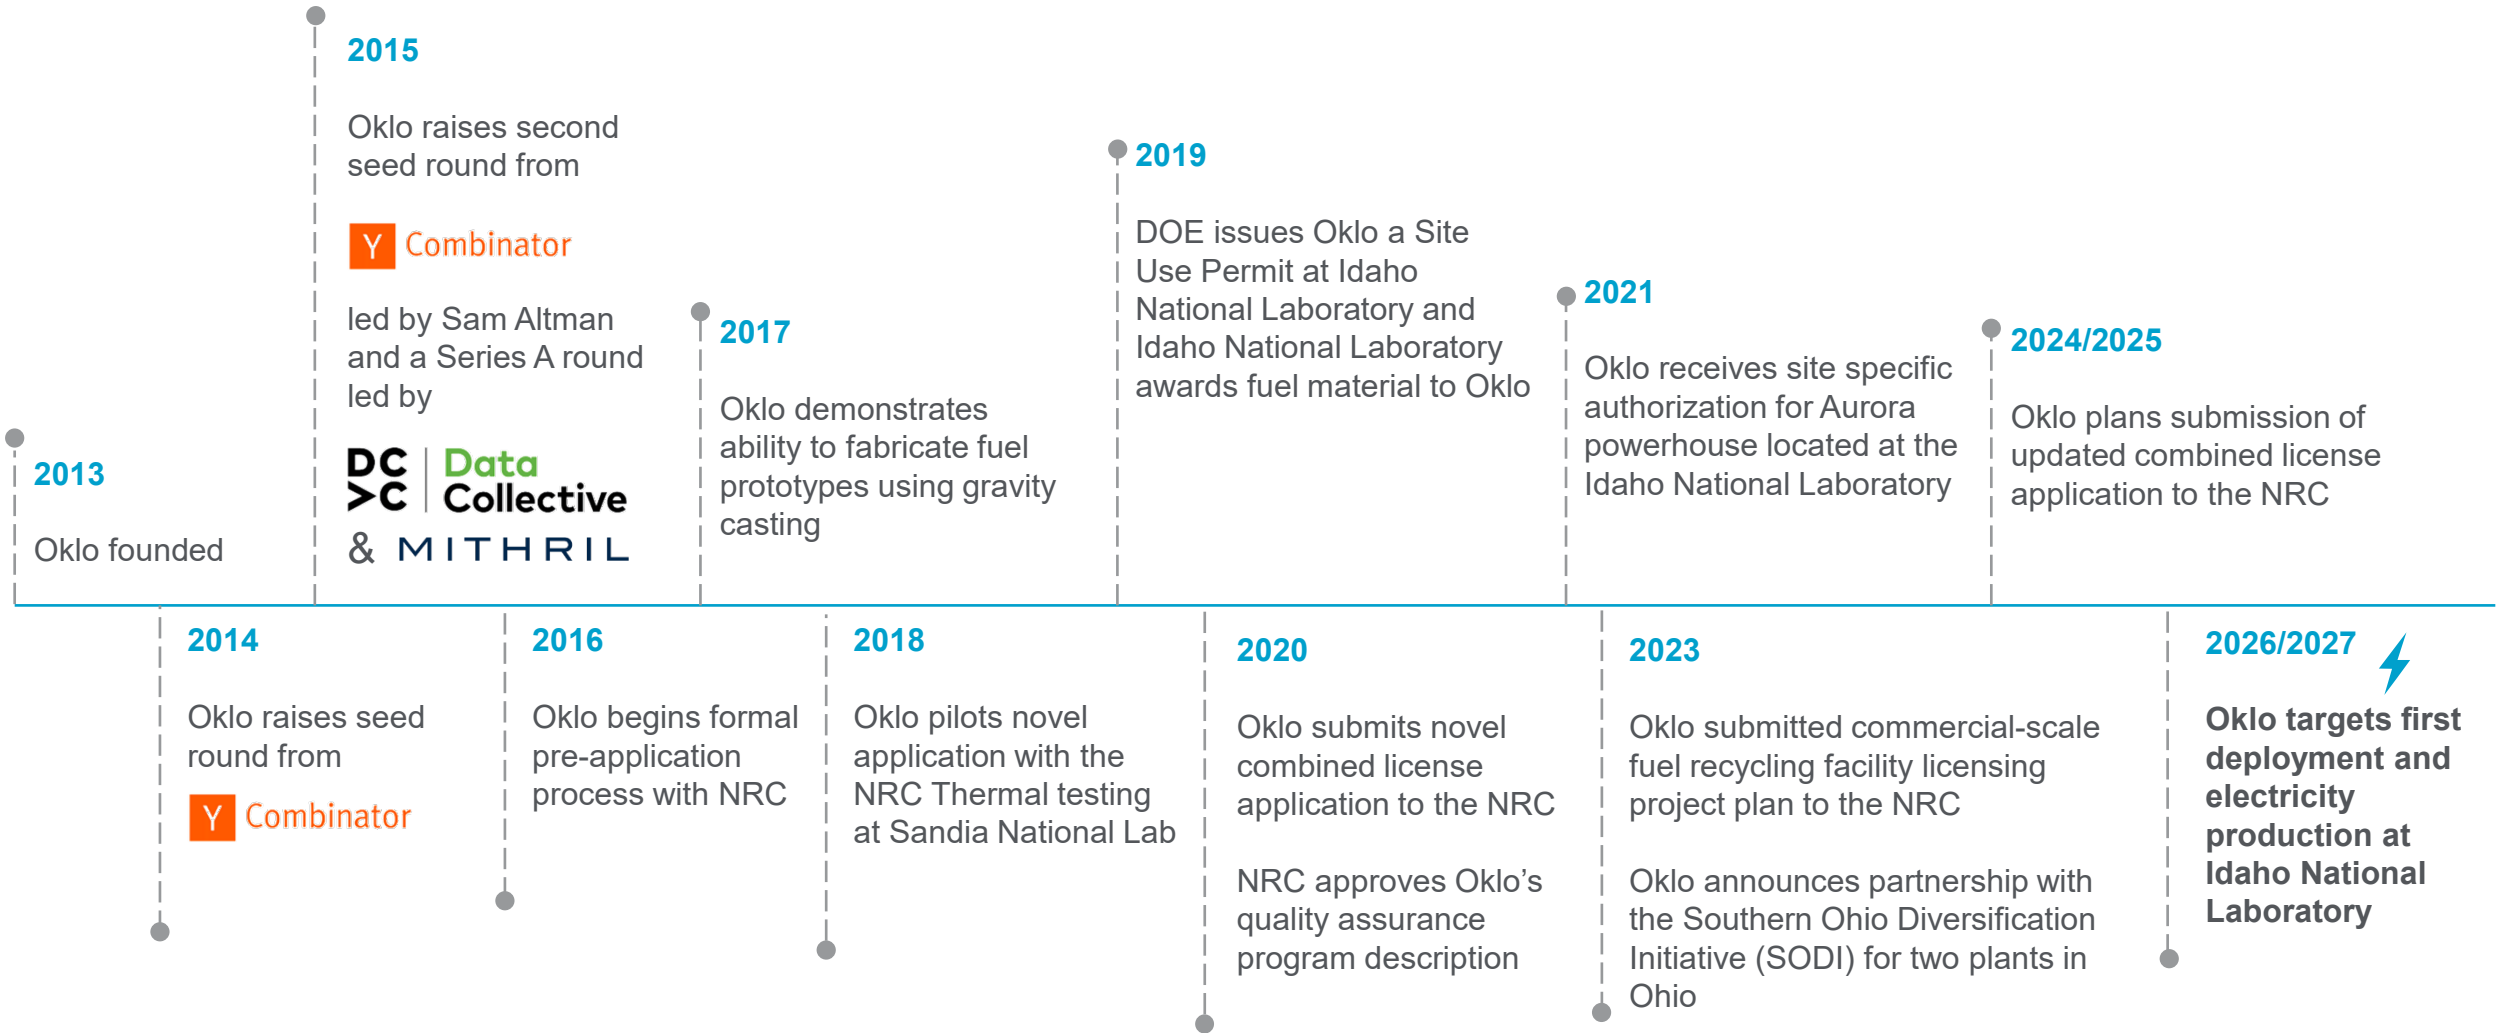 2013
Oklo founded
2014
Oklo raises seed
round from
Y Combinator
2015
Oklo raises second
seed round from
Y Combinator
led by Sam Altman
and a Series A round
led by
DC
>C
Data
Collective
& MITHRIL
2016
Oklo begins formal
pre-application
process with NRC
2017
Oklo demonstrates
ability to fabricate fuel
prototypes using gravity
casting
2018
Oklo pilots novel
application with the
NRC Thermal testing
at Sandia National Lab
2019
DOE issues Oklo a Site
Use Permit at Idaho
National Laboratory and
Idaho National Laboratory
awards fuel material to Oklo
2020
Oklo submits novel
combined license
application to the NRC
NRC approves Oklo’s
quality assurance
program description
2021
Oklo receives site specific
authorization for Aurora
powerhouse located at the
Idaho National Laboratory
2023
Oklo submitted commercial-scale
fuel recycling facility licensing
project plan to the NRC
Oklo announces partnership with
the Southern Ohio Diversification
Initiative (SODI) for two plants in
Ohio
2024/2025
Oklo plans submission of
updated combined license
application to the NRC
2026/2027
Oklo targets first
deployment and
electricity
production at
Idaho National
Laboratory